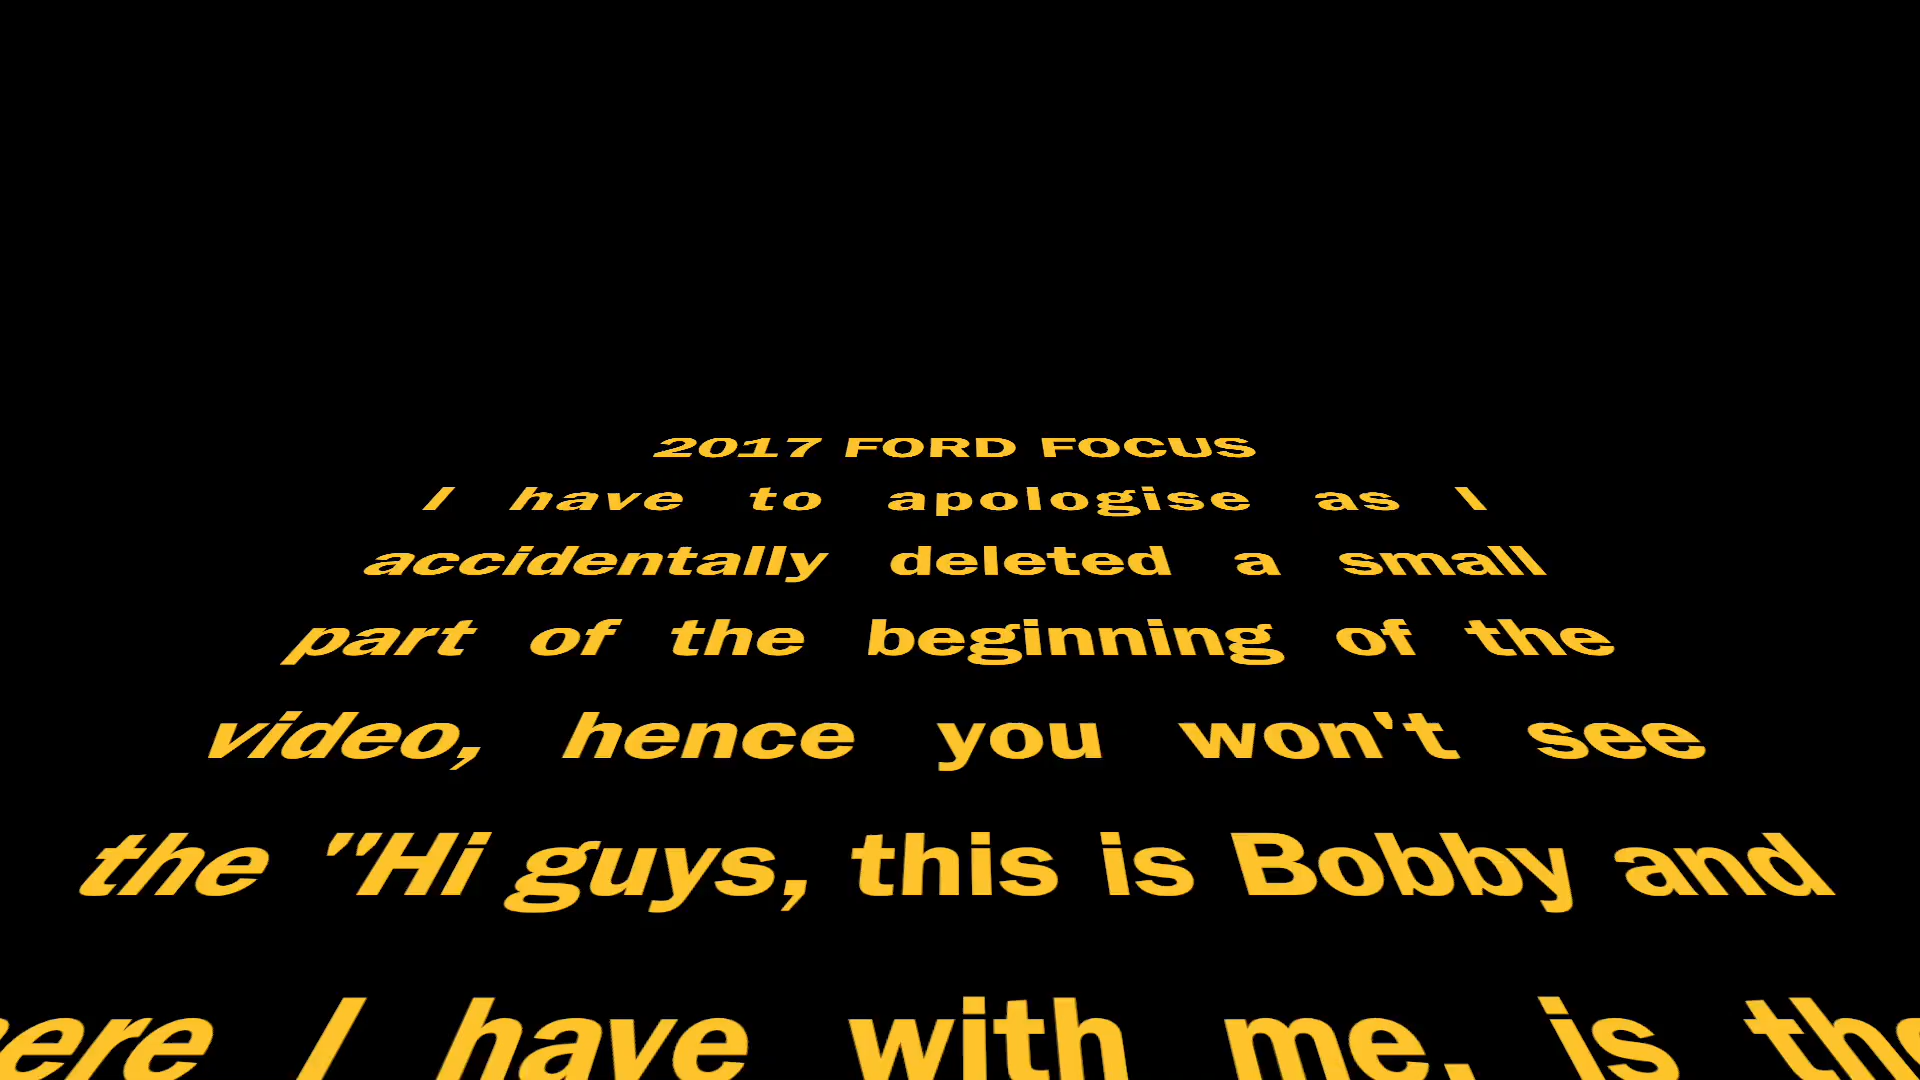 2017 FORD FOCUS
I have to apologise as I
accidentally deleted a small
part of the beginning of the
video, hence you won't see
the "Hi guys, this is Bobby and
I have with me, is